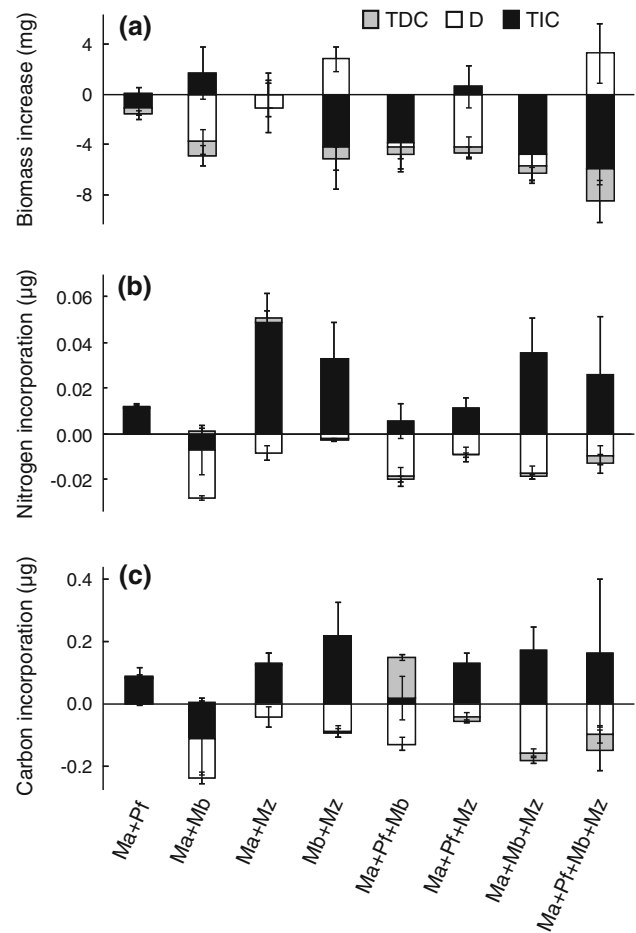 TDC D TIC
(a)
Biomass increase (mg)
4
0
-4
-8
(b)
Nitrogen incorporation (µg)
0.06
0.04
0.02
0.00
-0.02
(c)
Carbon incorporation (µg)
0.4
0.2
0.0
-0.2
Ma+Pf
Ma+Mb
Ma+Mz
Mb+Mz
Ma+Pf+Mb
Ma+Pf+Mz
Ma+Mb+Mz
Ma+Pf+Mb+Mz